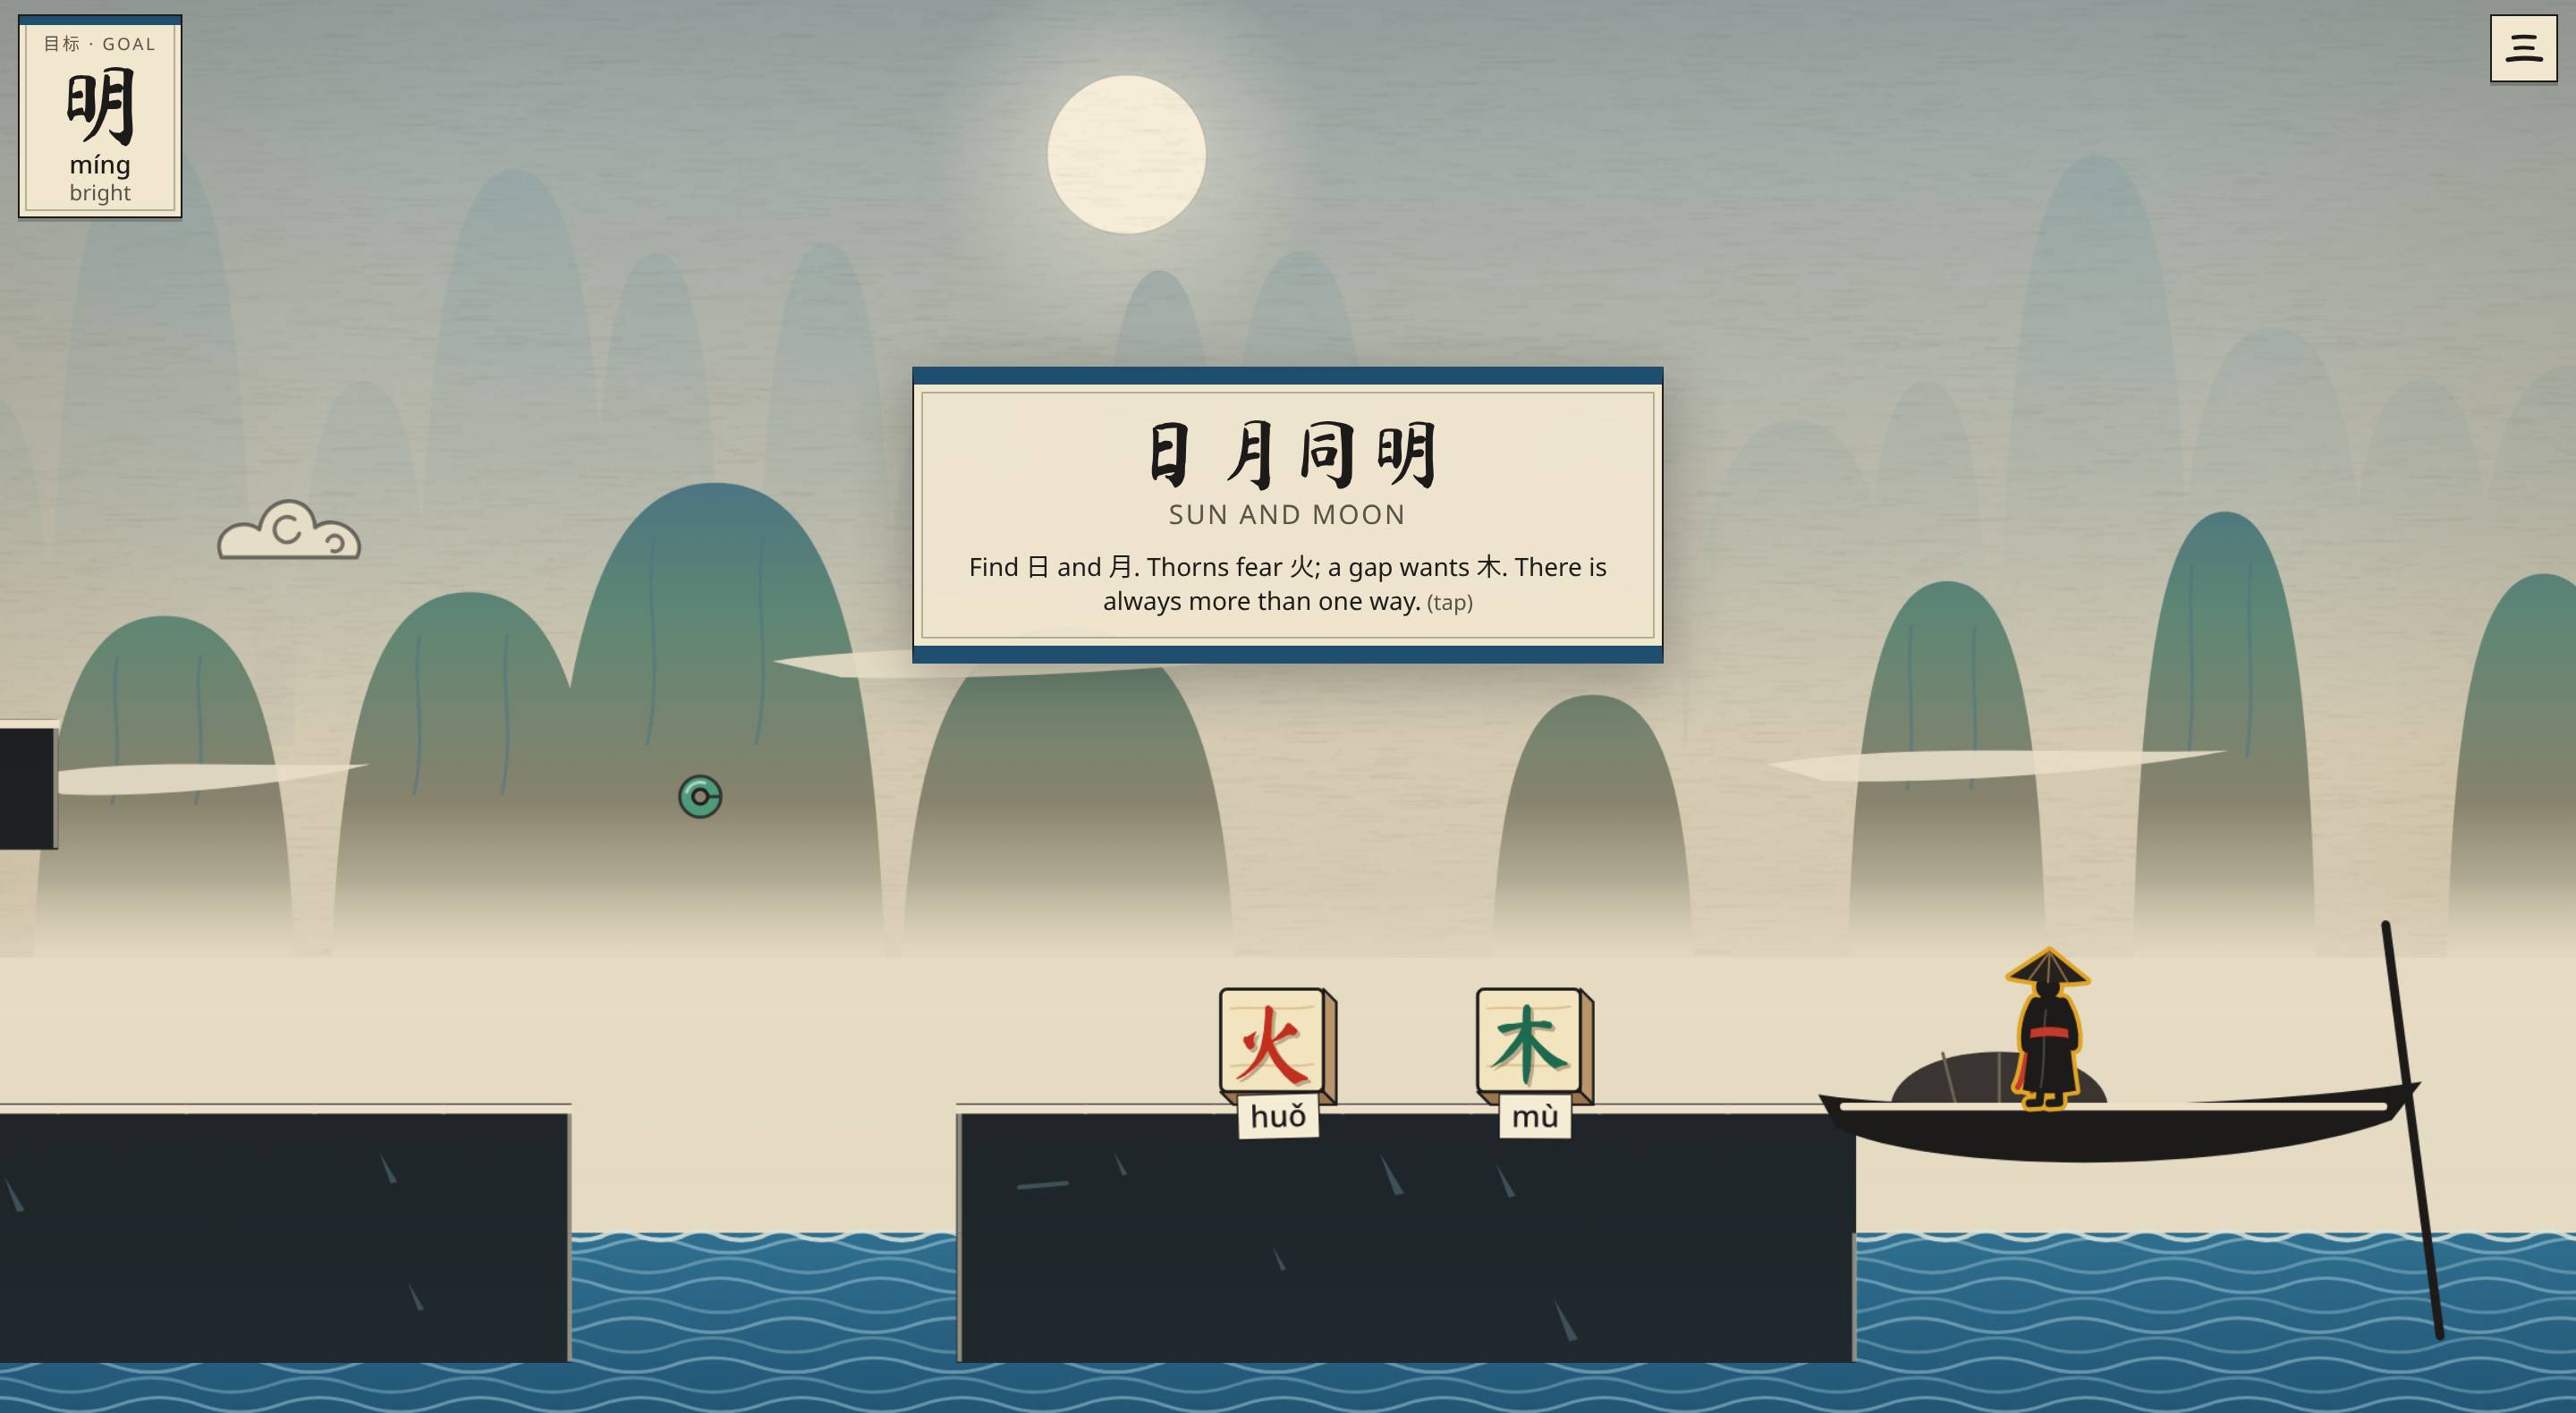 目标 · GOAL
明
míng
bright
三
日月同明
SUN AND MOON
Find 日 and 月. Thorns fear 火; a gap wants 木. There is
always more than one way. (tap)
火
huǒ
木
mù